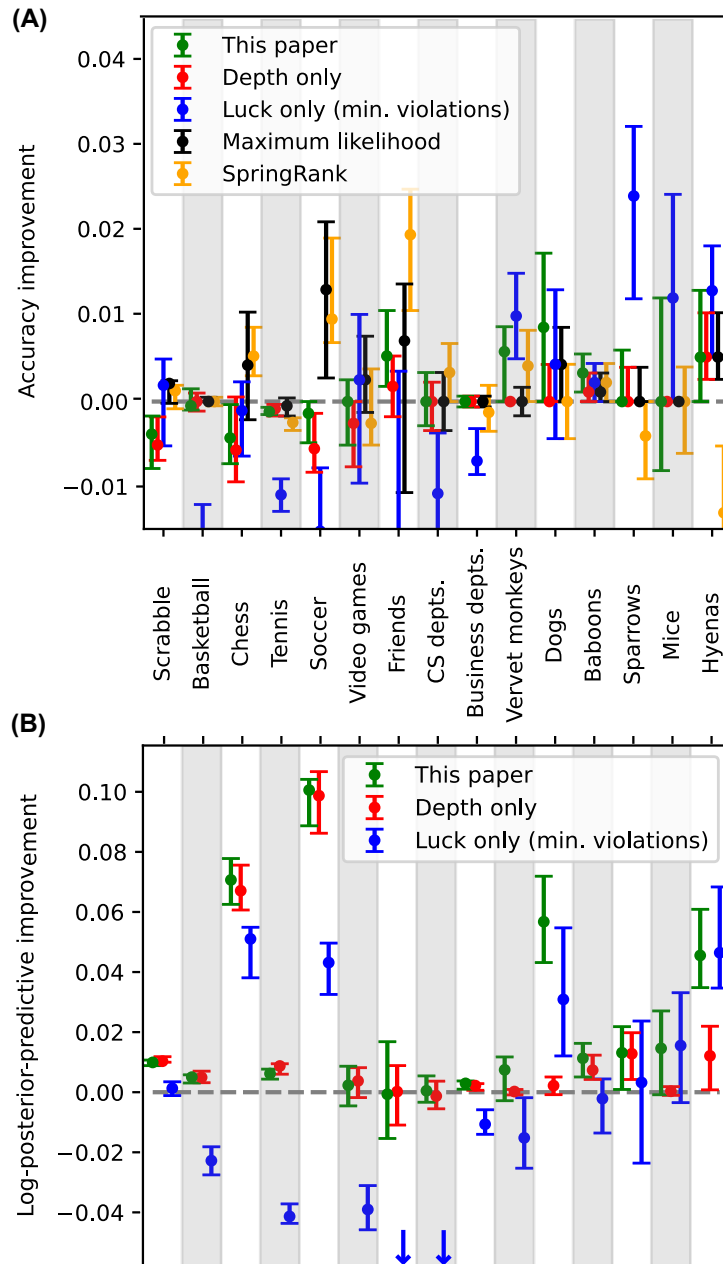 (A)
This paper
Depth only
Luck only (min. violations)
Maximum likelihood
SpringRank
Accuracy improvement
0.04
0.03
0.02
0.01
0.00
−0.01
Scrabble
Basketball
Chess
Tennis
Soccer
Video games
Friends
CS depts.
Business depts.
Vervet monkeys
Dogs
Baboons
Sparrows
Mice
Hyenas
(B)
This paper
Depth only
Luck only (min. violations)
Log-posterior-predictive improvement
0.10
0.08
0.06
0.04
0.02
0.00
−0.02
−0.04